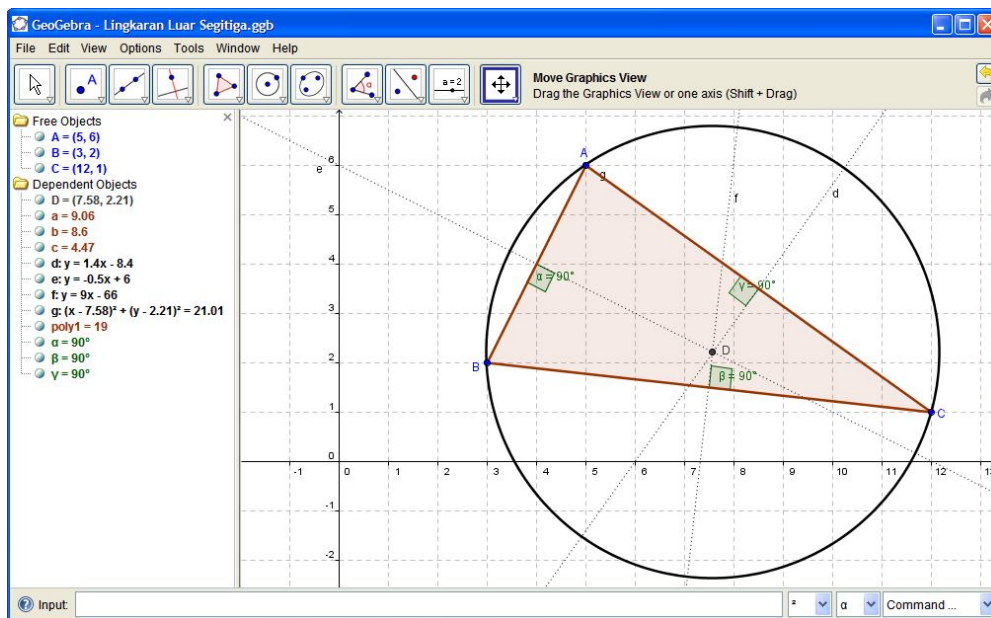 GeoGebra - Lingkaran Luar Segitiga.ggb
File Edit View Options Tools Window Help
A
α
a = 2
Move Graphics View
Drag the Graphics View or one axis (Shift + Drag)
Free Objects
A = (5, 6)
B = (3, 2)
C = (12, 1)
Dependent Objects
D = (7.58, 2.21)
a = 9.06
b = 8.6
c = 4.47
d: y = 1.4x - 8.4
e: y = -0.5x + 6
f: y = 9x - 66
g: (x - 7.58)² + (y - 2.21)² = 21.01
poly1 = 19
α = 90°
β = 90°
γ = 90°
A
e
6
g
f
d
5
4
α = 90°
γ = 90°
3
D
2
B
β = 90°
1
C
0
-1 0 1 2 3 4 5 6 7 8 9 10 11 12 13
-1
-2
Input:
²
α
Command ...